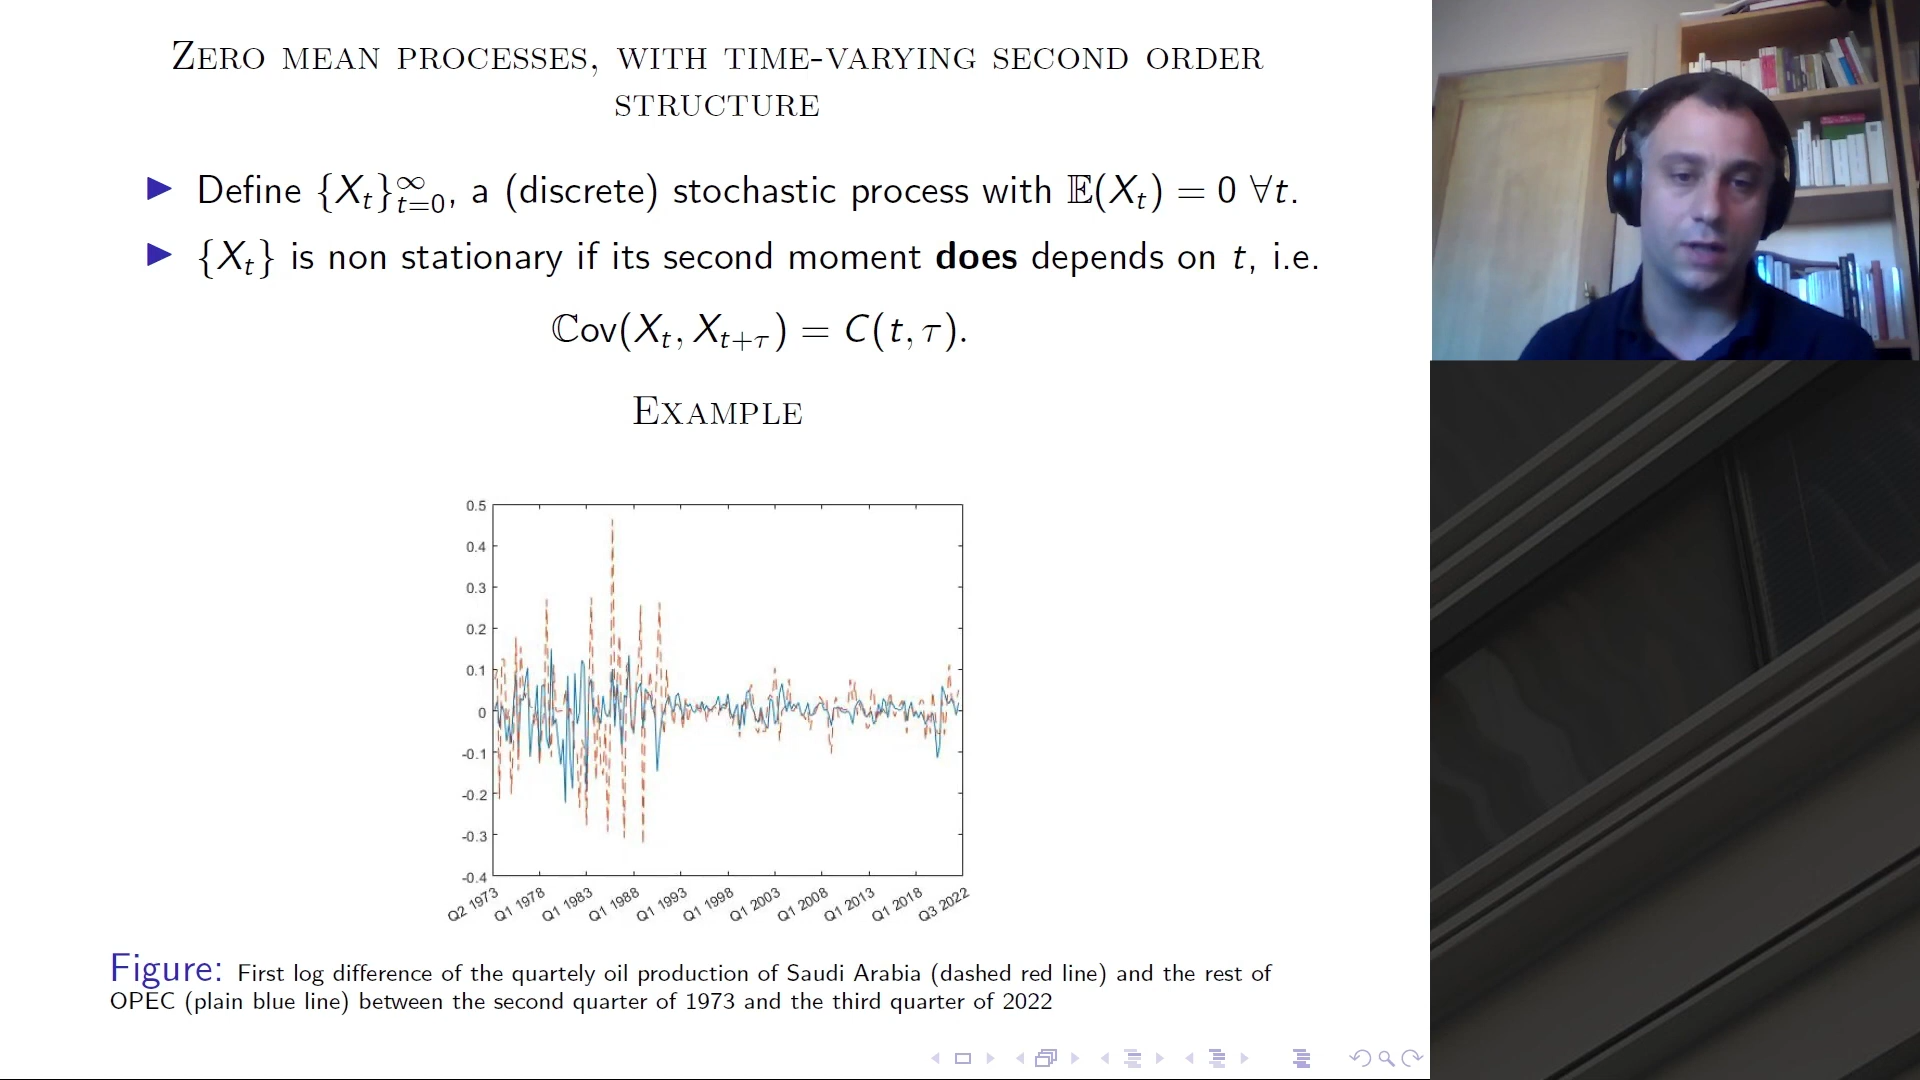 Zero mean processes, with time-varying second order
structure
Define {X_t}_{t=0}^∞, a (discrete) stochastic process with 𝔼(X_t) = 0 ∀t.
{X_t} is non stationary if its second moment does depends on t, i.e.
ℂov(X_t, X_{t+τ}) = C(t, τ).
Example
0.5
0.4
0.3
0.2
0.1
0
-0.1
-0.2
-0.3
-0.4
Q2 1973
Q1 1978
Q1 1983
Q1 1988
Q1 1993
Q1 1998
Q1 2003
Q1 2008
Q1 2013
Q1 2018
Q3 2022
Figure: First log difference of the quartely oil production of Saudi Arabia (dashed red line) and the rest of
OPEC (plain blue line) between the second quarter of 1973 and the third quarter of 2022